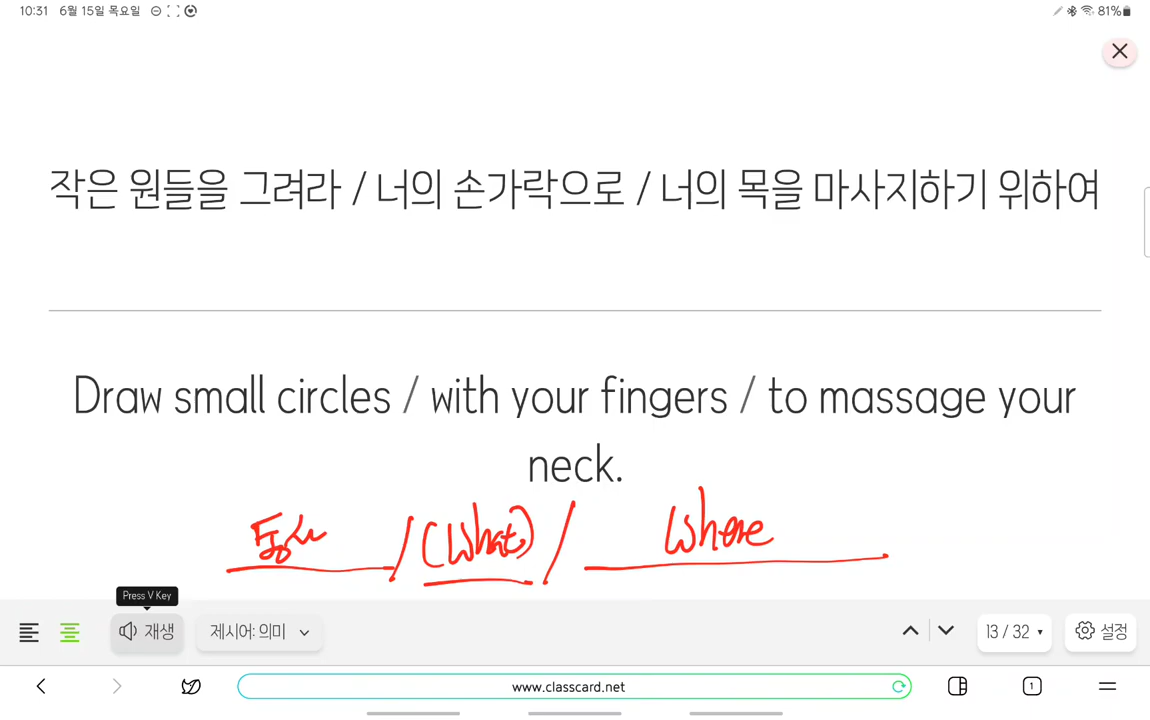 10:31 6월 15일 목요일
81%
작은 원들을 그려라 / 너의 손가락으로 / 너의 목을 마사지하기 위하여
Draw small circles / with your fingers / to massage your
neck.
동사 / (What) / Where
Press V Key
재생 제시어: 의미 13 / 32 설정
www.classcard.net 1